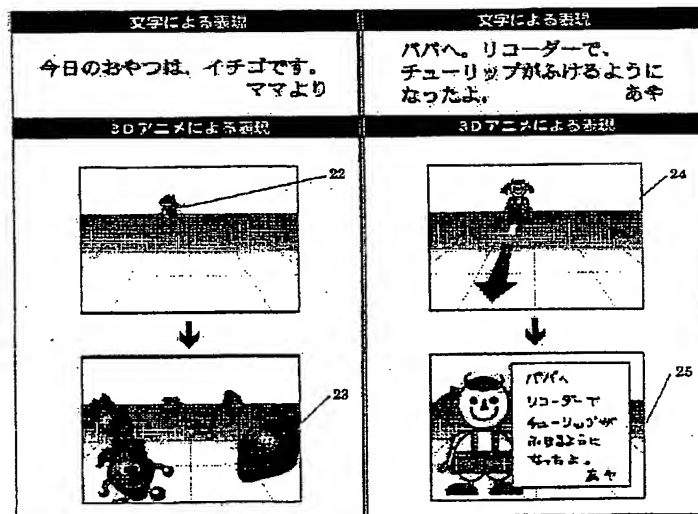 文字による表現
今日のおやつは、イチゴです。
ママより
3Dアニメによる表現
22
23
文字による表現
パパへ。リコーダーで、
チューリップがふけるように
なったよ。 あや
3Dアニメによる表現
24
25
パパへ
リコーダーで
チューリップが
ふけるように
なったよ。
あや